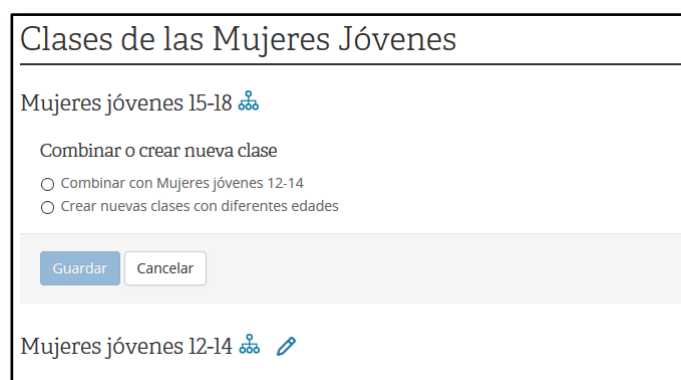 Clases de las Mujeres Jóvenes
Mujeres jóvenes 15-18
Combinar o crear nueva clase
Combinar con Mujeres jóvenes 12-14
Crear nuevas clases con diferentes edades
Guardar Cancelar
Mujeres jóvenes 12-14